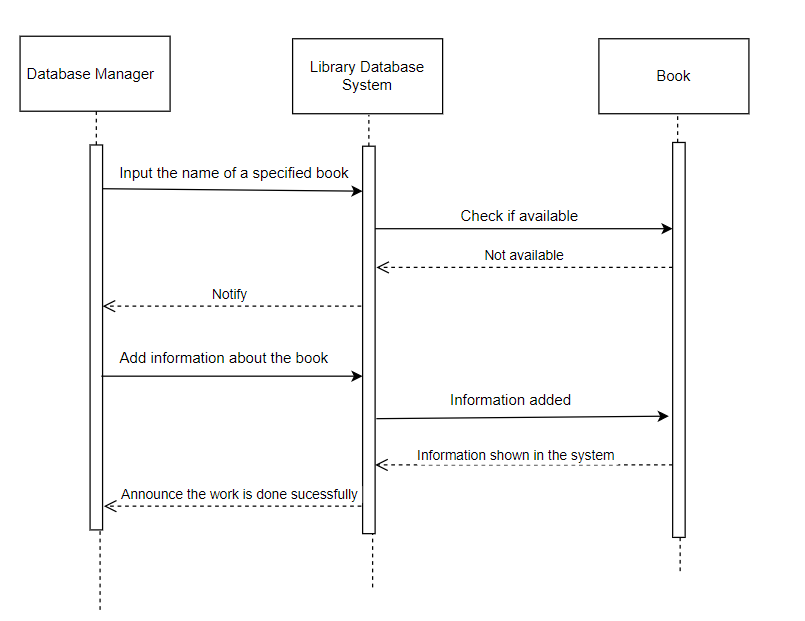 Database Manager
Library Database
System
Book
Input the name of a specified book
Check if available
Not available
Notify
Add information about the book
Information added
Information shown in the system
Announce the work is done sucessfully